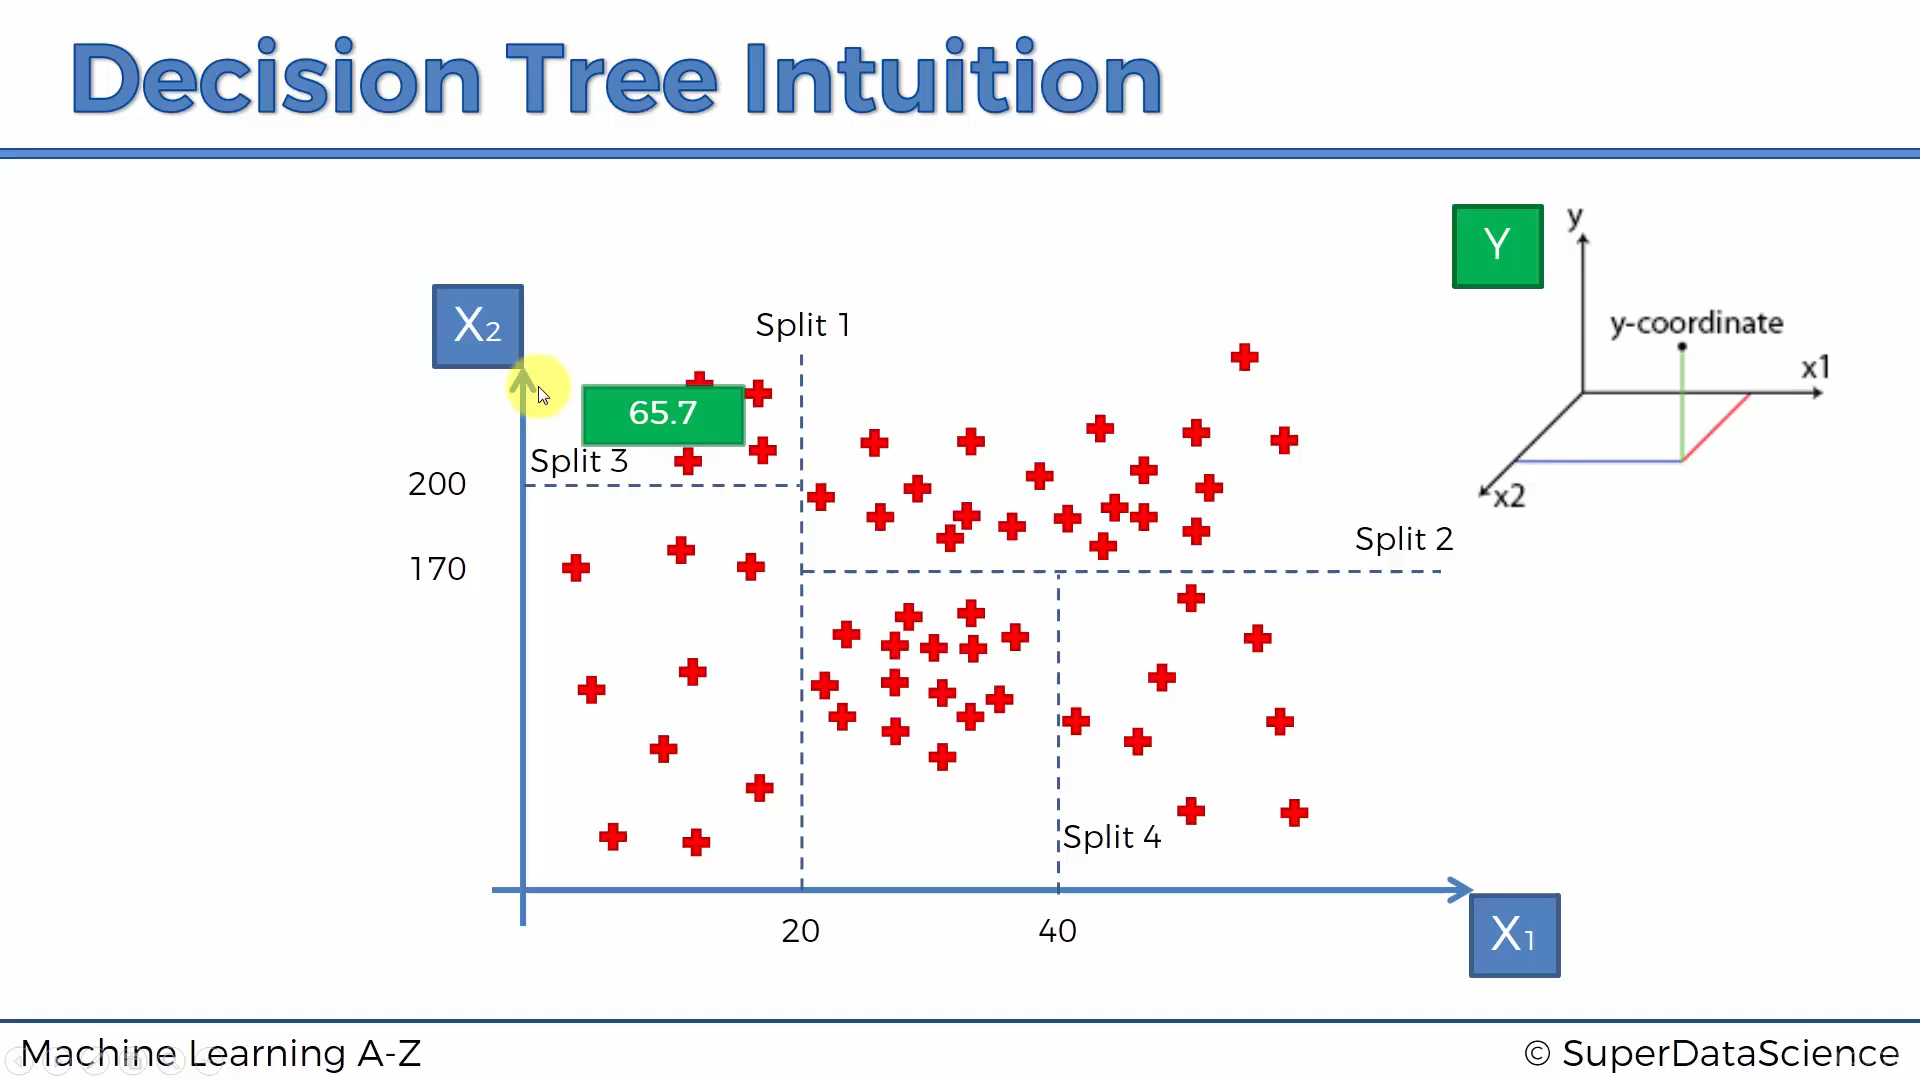 Decision Tree Intuition
Y
y
y-coordinate
x1
x2
X2
Split 1
65.7
Split 3
200
170
Split 2
Split 4
20
40
X1
Machine Learning A-Z
© SuperDataScience